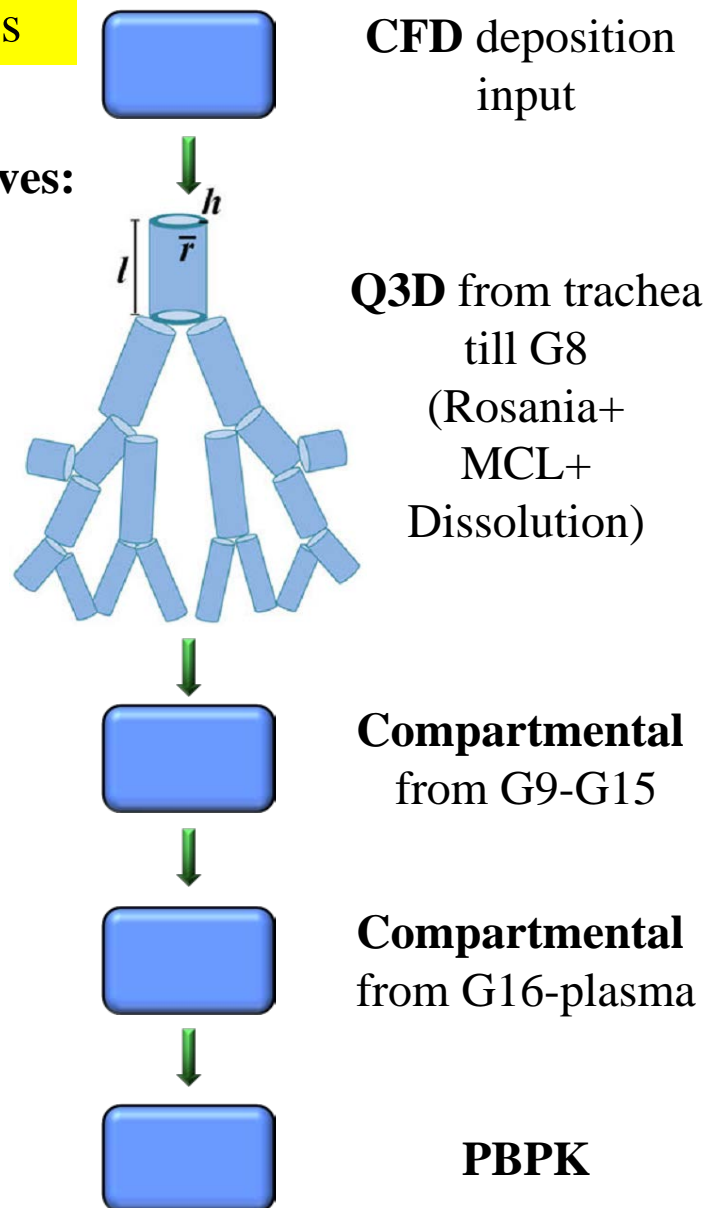 s
CFD deposition
input
ves:
h
r̅
l
Q3D from trachea
till G8
(Rosania+
MCL+
Dissolution)
Compartmental
from G9-G15
Compartmental
from G16-plasma
PBPK